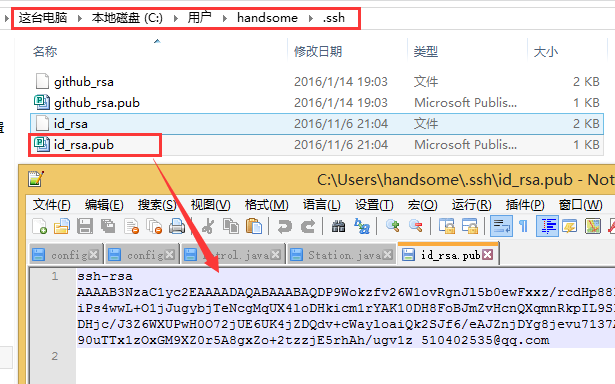 这台电脑 > 本地磁盘 (C:) > 用户 > handsome > .ssh >
名称 修改日期 类型 大小
github_rsa 2016/1/14 19:03 文件 2 KB
github_rsa.pub 2016/1/14 19:03 Microsoft Publis... 1 KB
id_rsa 2016/11/6 21:04 文件 2 KB
id_rsa.pub 2016/11/6 21:04 Microsoft Publis... 1 KB
C:\Users\handsome\.ssh\id_rsa.pub - Not
文件(F) 编辑(E) 搜索(S) 视图(V) 格式(M) 语言(L) 设置(T) 宏(O) 运行(R) 插件(P) 窗口(W)
config config trol.java Station.java id_rsa.pub
1 ssh-rsa
AAAAB3NzaC1yc2EAAAADAQABAAABAQDP9Wokzfv26W1ovRgnJl5b0ewFxxz/rcdHp88
iPs4wwL+O1jJugybjTeNcgMqUX4loDHkicm1rYAK10DH8FoBJmZvHcnQXqmnRkpIL9S
DHjc/J3Z6WXUPwH0O72jUE6UK4jZDQdv+cWayloaiQk2SJf6/eAJZnjDYg8jevu7137
90uTTx1zOxGM9XZ0r5A8gxZo+2tzzjE5rhAh/ugv1z 510402535@qq.com
2